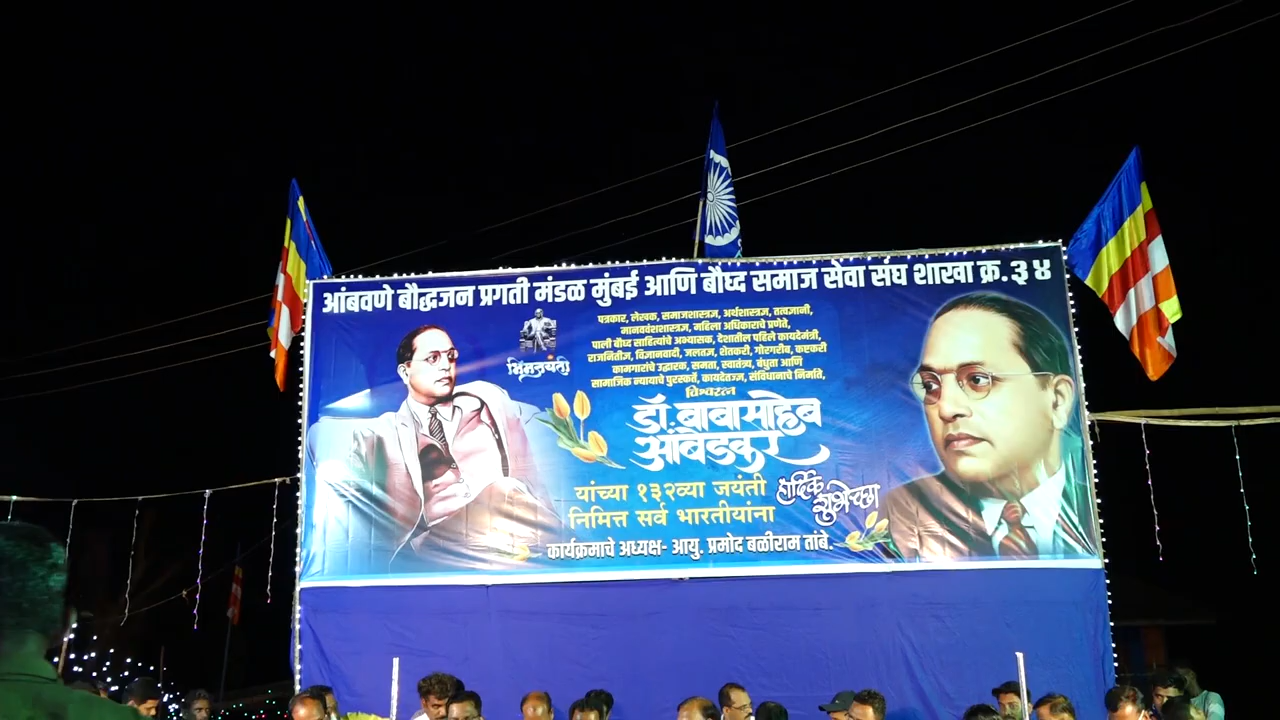 आंबवणे बौद्धजन प्रगती मंडळ मुंबई आणि बौध्द समाज सेवा संघ शाखा क्र. ३४
पत्रकार, लेखक, समाजशास्त्रज्ञ, अर्थशास्त्रज्ञ, तत्वज्ञानी,
मानववंशशास्त्रज्ञ, महिला अधिकाराचे प्रणेते,
पाली बौध्द साहित्यांचे अभ्यासक, देशातील पहिले कायदेमंत्री,
राजनितीज्ञ, विज्ञानवादी, जलतज्ञ, शेतकरी, गोरगरीब, कष्टकरी
कामगारांचे उद्धारक, समता, स्वातंत्र्य, बंधुता आणि
सामाजिक न्यायाचे पुरस्कर्ते, कायदेतज्ज्ञ, संविधानाचे निर्माते,
भिमजयंती
विश्वरत्न
डॉ. बाबासाहेब
आंबेडकर
यांच्या १३२व्या जयंती
निमित्त सर्व भारतीयांना
हार्दिक
शुभेच्छा
कार्यक्रमाचे अध्यक्ष- आयु. प्रमोद बळीराम तांबे.